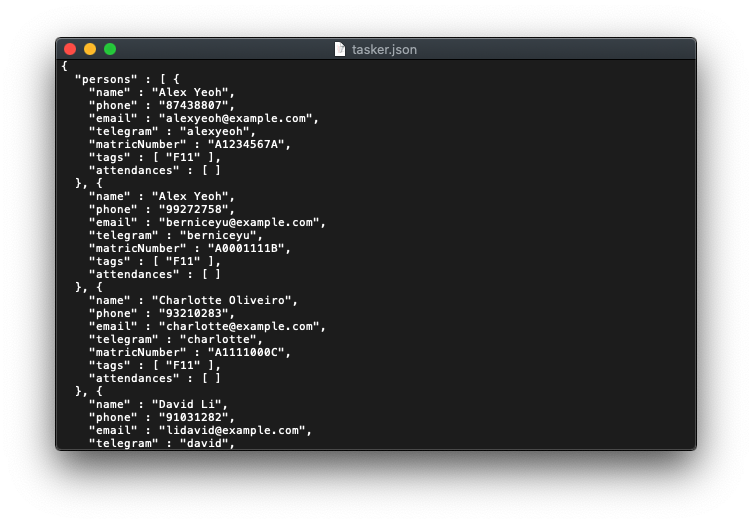 tasker.json
{
  "persons" : [ {
    "name" : "Alex Yeoh",
    "phone" : "87438807",
    "email" : "alexyeoh@example.com",
    "telegram" : "alexyeoh",
    "matricNumber" : "A1234567A",
    "tags" : [ "F11" ],
    "attendances" : [ ]
  }, {
    "name" : "Alex Yeoh",
    "phone" : "99272758",
    "email" : "berniceyu@example.com",
    "telegram" : "berniceyu",
    "matricNumber" : "A0001111B",
    "tags" : [ "F11" ],
    "attendances" : [ ]
  }, {
    "name" : "Charlotte Oliveiro",
    "phone" : "93210283",
    "email" : "charlotte@example.com",
    "telegram" : "charlotte",
    "matricNumber" : "A1111000C",
    "tags" : [ "F11" ],
    "attendances" : [ ]
  }, {
    "name" : "David Li",
    "phone" : "91031282",
    "email" : "lidavid@example.com",
    "telegram" : "david",